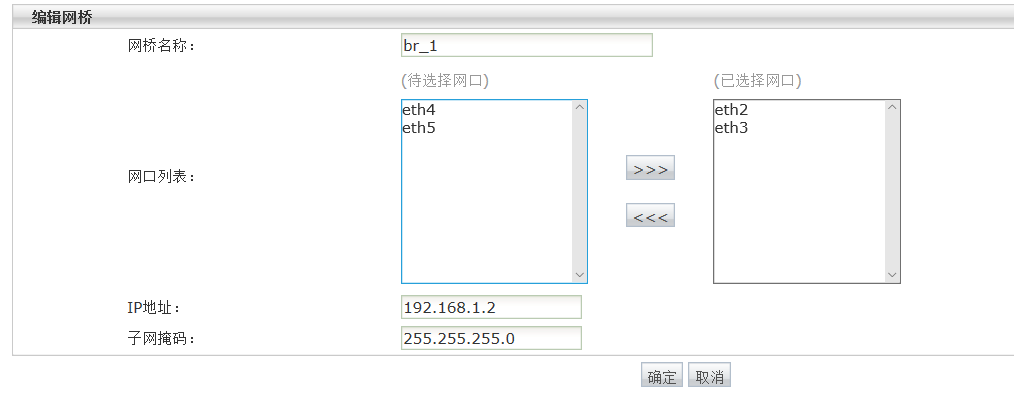 编辑网桥
网桥名称：
br_1
(待选择网口)
(已选择网口)
网口列表：
eth4
eth5
>>>
<<<
eth2
eth3
IP地址：
192.168.1.2
子网掩码：
255.255.255.0
确定
取消